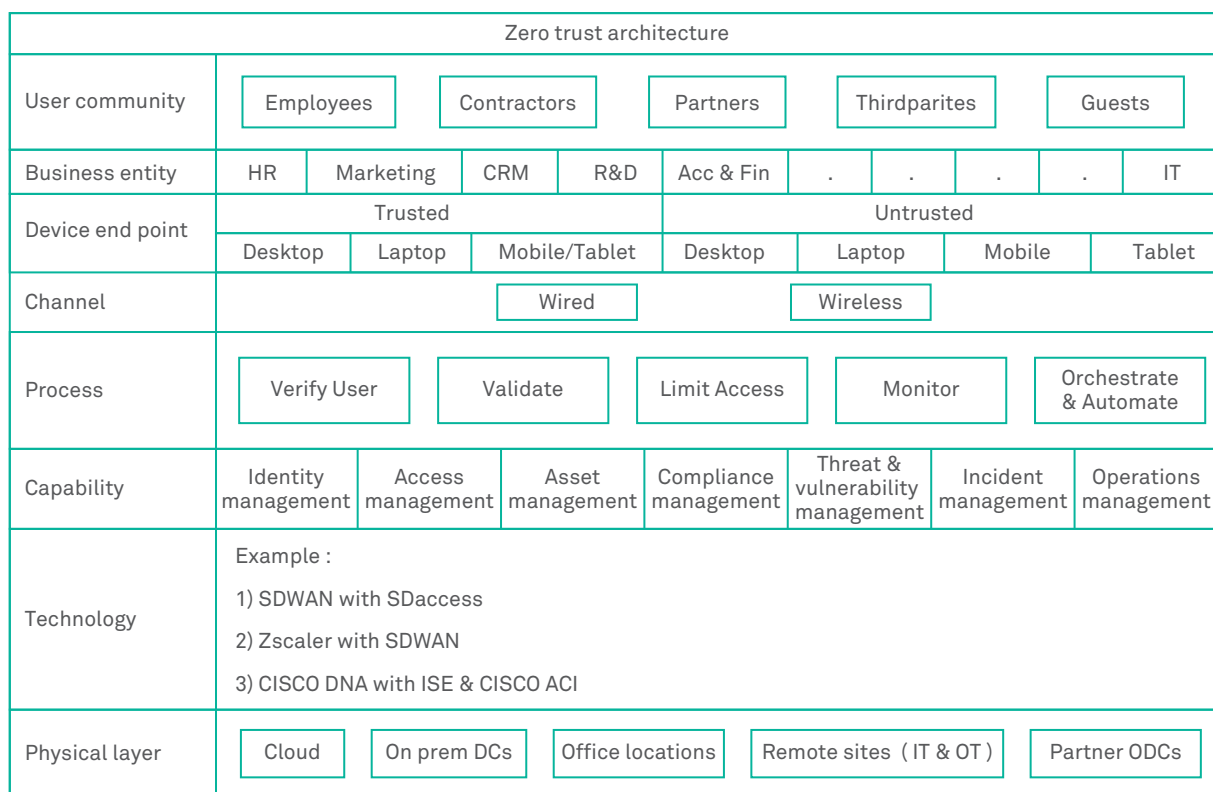 Zero trust architecture
User community
Employees
Contractors
Partners
Thirdparites
Guests
Business entity
HR
Marketing
CRM
R&D
Acc & Fin
.
.
.
.
IT
Device end point
Trusted
Untrusted
Desktop
Laptop
Mobile/Tablet
Desktop
Laptop
Mobile
Tablet
Channel
Wired
Wireless
Process
Verify User
Validate
Limit Access
Monitor
Orchestrate
& Automate
Capability
Identity
management
Access
management
Asset
management
Compliance
management
Threat &
vulnerability
management
Incident
management
Operations
management
Technology
Example :
1) SDWAN with SDaccess
2) Zscaler with SDWAN
3) CISCO DNA with ISE & CISCO ACI
Physical layer
Cloud
On prem DCs
Office locations
Remote sites ( IT & OT )
Partner ODCs